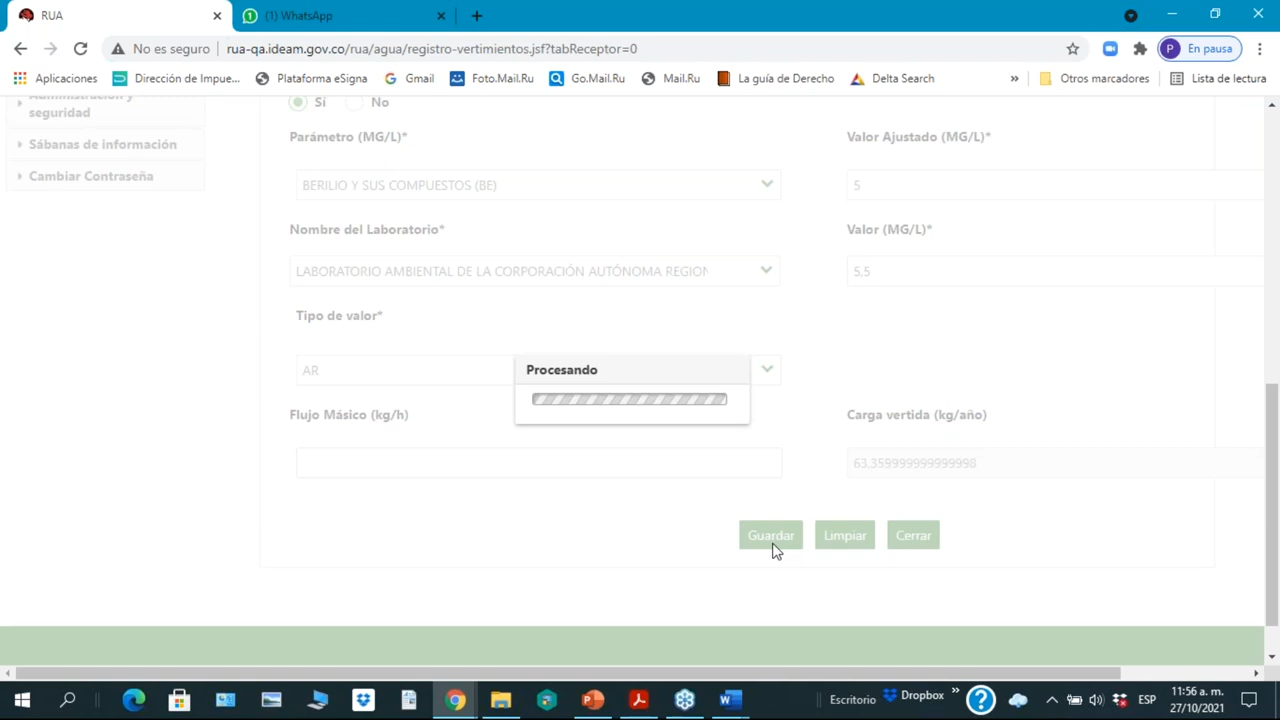 RUA
(1) WhatsApp
No es seguro
rua-qa.ideam.gov.co/rua/agua/registro-vertimientos.jsf?tabReceptor=0
P
En pausa
Aplicaciones
Dirección de Impue...
Plataforma eSigna
Gmail
Foto.Mail.Ru
Go.Mail.Ru
Mail.Ru
La guía de Derecho
Delta Search
»
Otros marcadores
Lista de lectura
Administración y
seguridad
Sábanas de información
Cambiar Contraseña
Sí
No
Parámetro (MG/L)*
Valor Ajustado (MG/L)*
BERILIO Y SUS COMPUESTOS (BE)
5
Nombre del Laboratorio*
Valor (MG/L)*
LABORATORIO AMBIENTAL DE LA CORPORACIÓN AUTÓNOMA REGION
5,5
Tipo de valor*
AR
Procesando
Flujo Másico (kg/h)
Carga vertida (kg/año)
63,359999999999998
Guardar
Limpiar
Cerrar
Escritorio
Dropbox
»
ESP
11:56 a. m.
27/10/2021